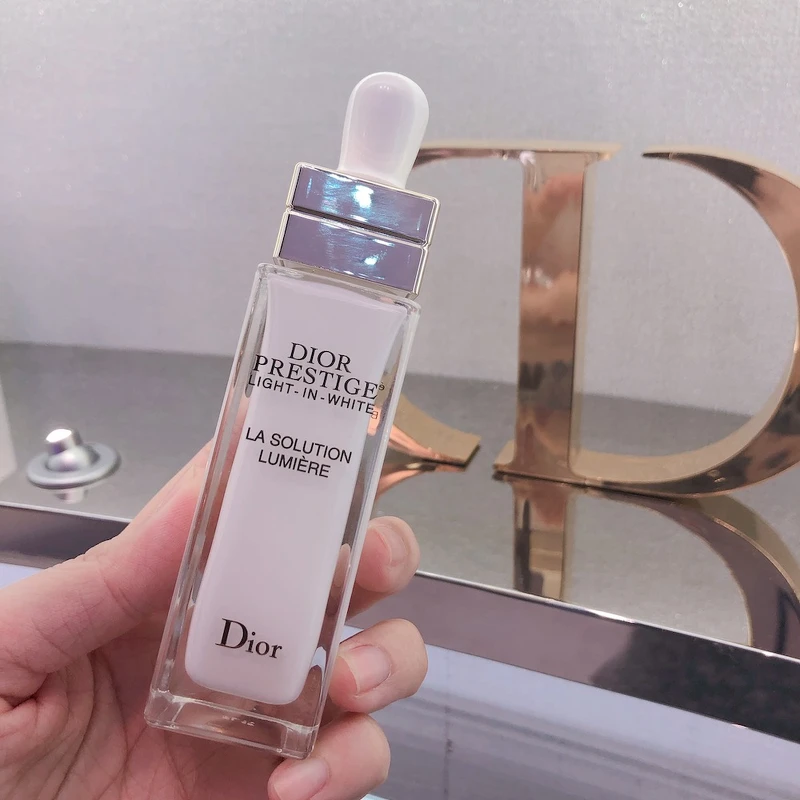 DIOR
PRESTIGE®
LIGHT-IN-WHITE
LA SOLUTION
LUMIÈRE
Dior
D